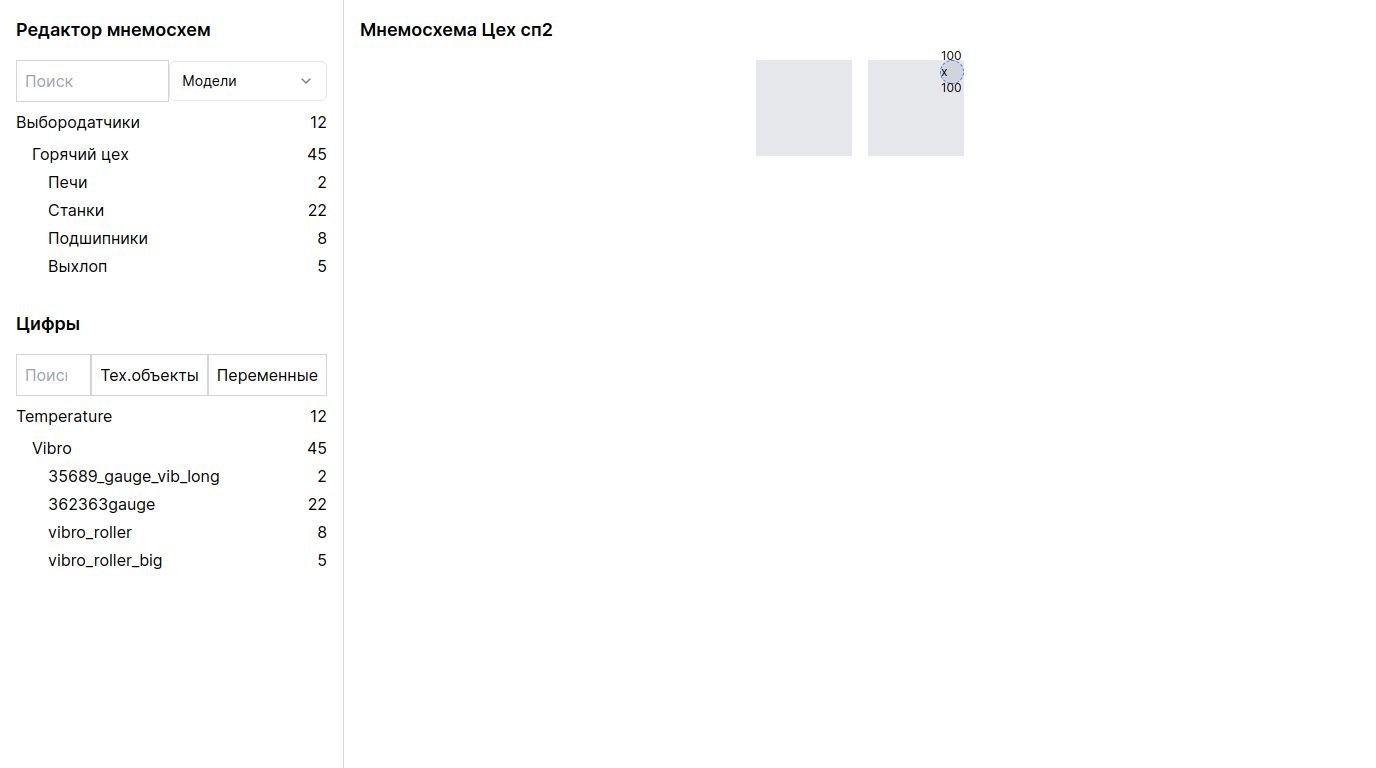 Редактор мнемосхем
Поиск
Модели
Выбородатчики 12
Горячий цех 45
Печи 2
Станки 22
Подшипники 8
Выхлоп 5
Цифры
Поиск Тех.объекты Переменные
Temperature 12
Vibro 45
35689_gauge_vib_long 2
362363gauge 22
vibro_roller 8
vibro_roller_big 5
Мнемосхема Цех сп2
100
x
100